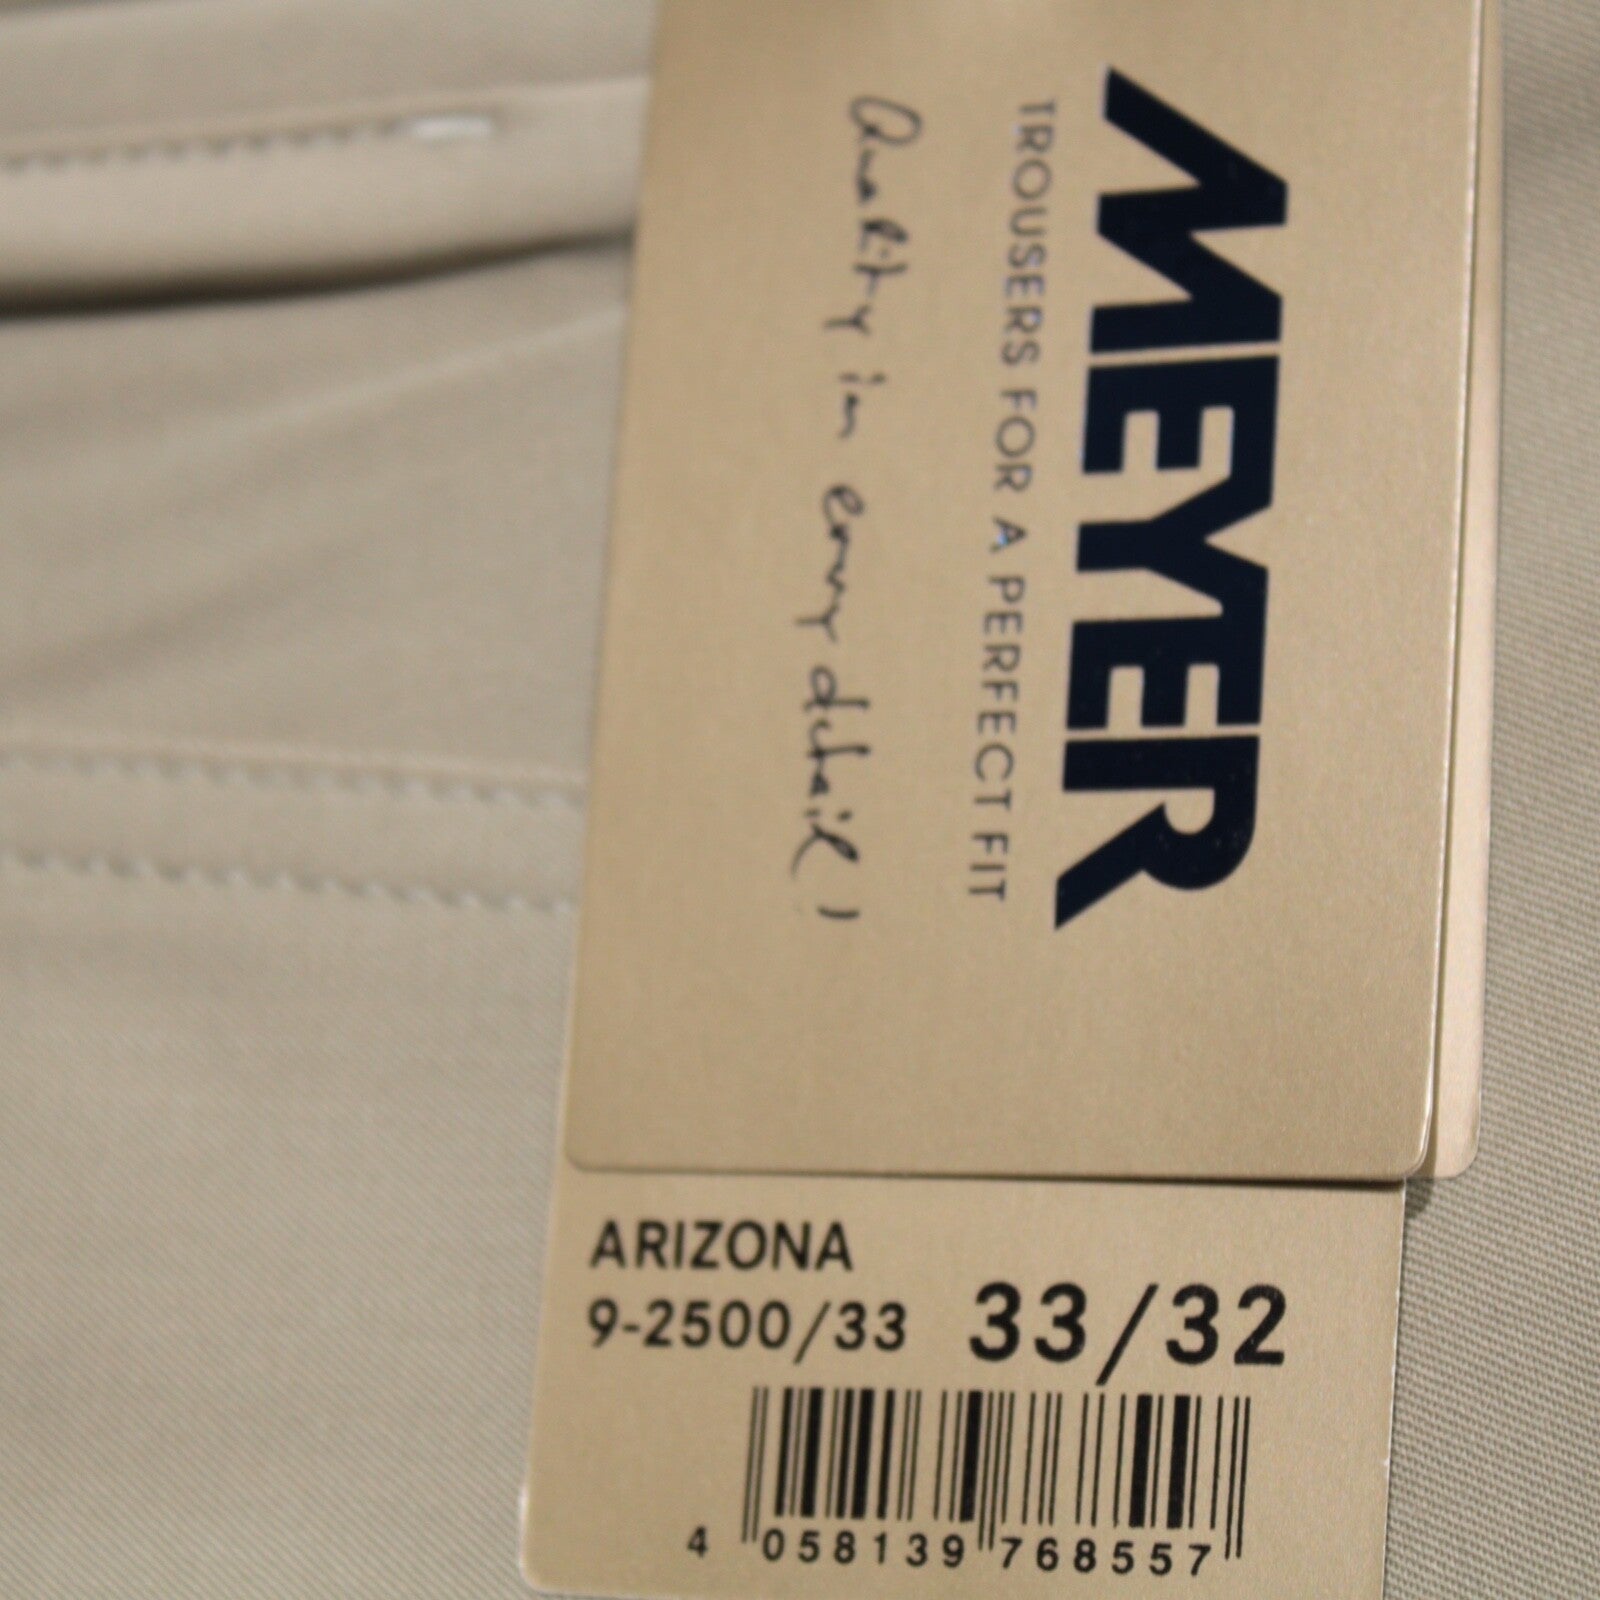 MEYER
TROUSERS FOR A PERFECT FIT
Quality in every detail!
ARIZONA
9-2500/33 33/32
4 058139 768557